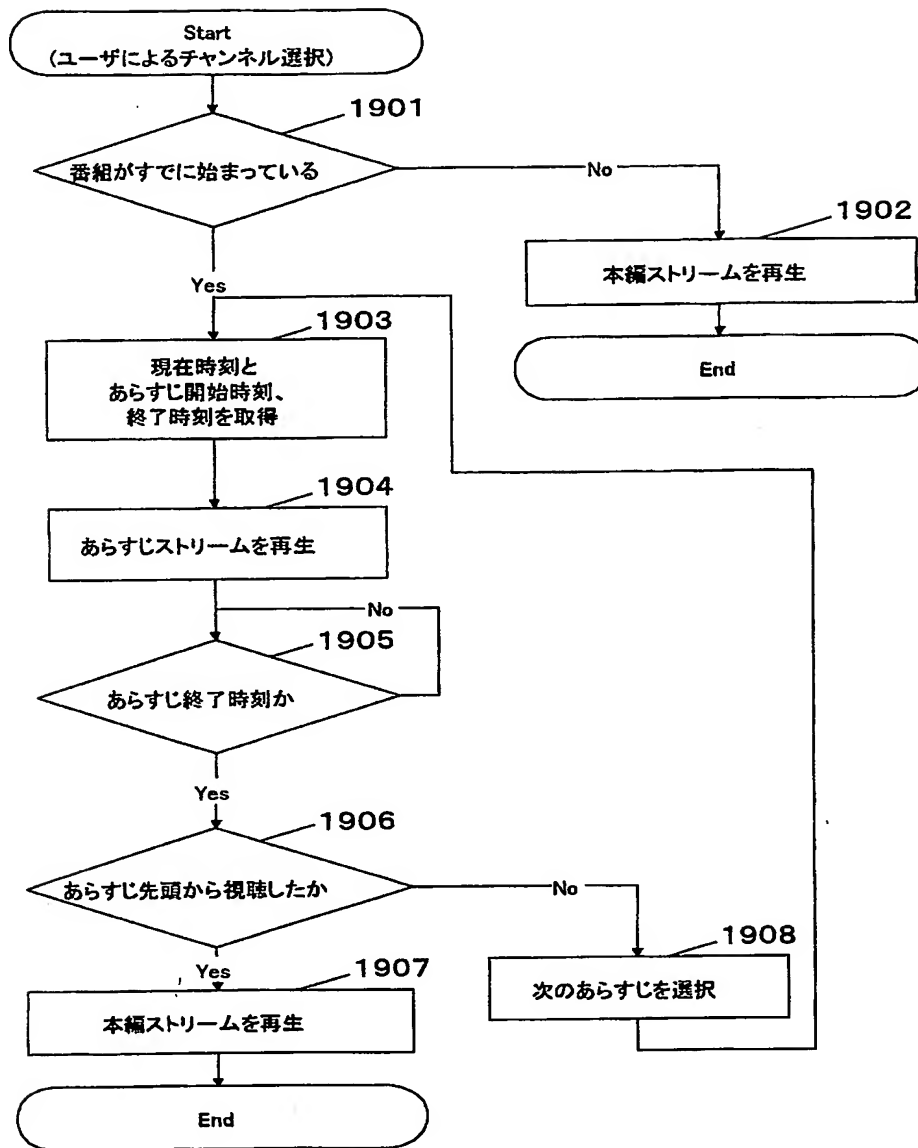 Start
(ユーザによるチャンネル選択)
1901
番組がすでに始まっている
No
1902
本編ストリームを再生
End
Yes
1903
現在時刻と
あらすじ開始時刻、
終了時刻を取得
1904
あらすじストリームを再生
No
1905
あらすじ終了時刻か
Yes
1906
あらすじ先頭から視聴したか
No
1908
次のあらすじを選択
Yes
1907
本編ストリームを再生
End